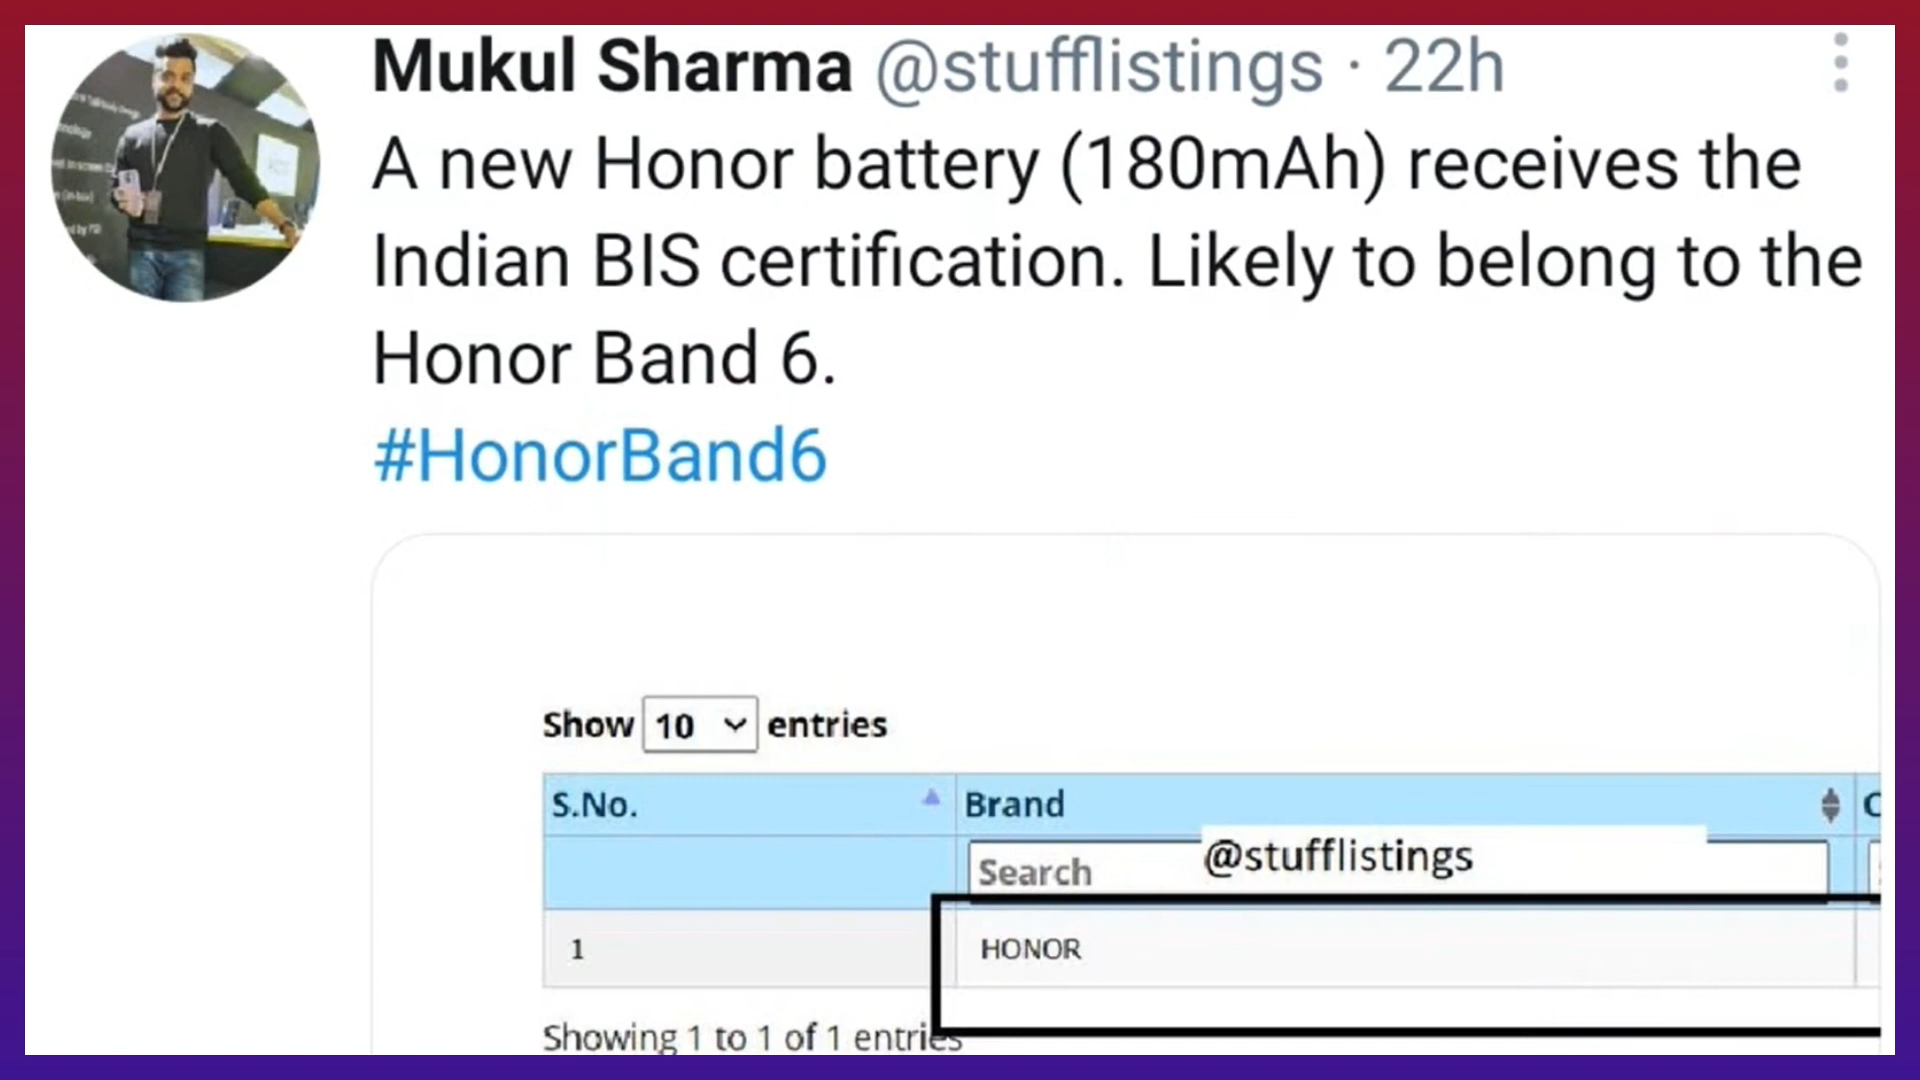 Mukul Sharma @stufflistings · 22h
A new Honor battery (180mAh) receives the
Indian BIS certification. Likely to belong to the
Honor Band 6.
#HonorBand6
Show 10 entries
S.No. Brand
Search @stufflistings
1 HONOR
Showing 1 to 1 of 1 entries